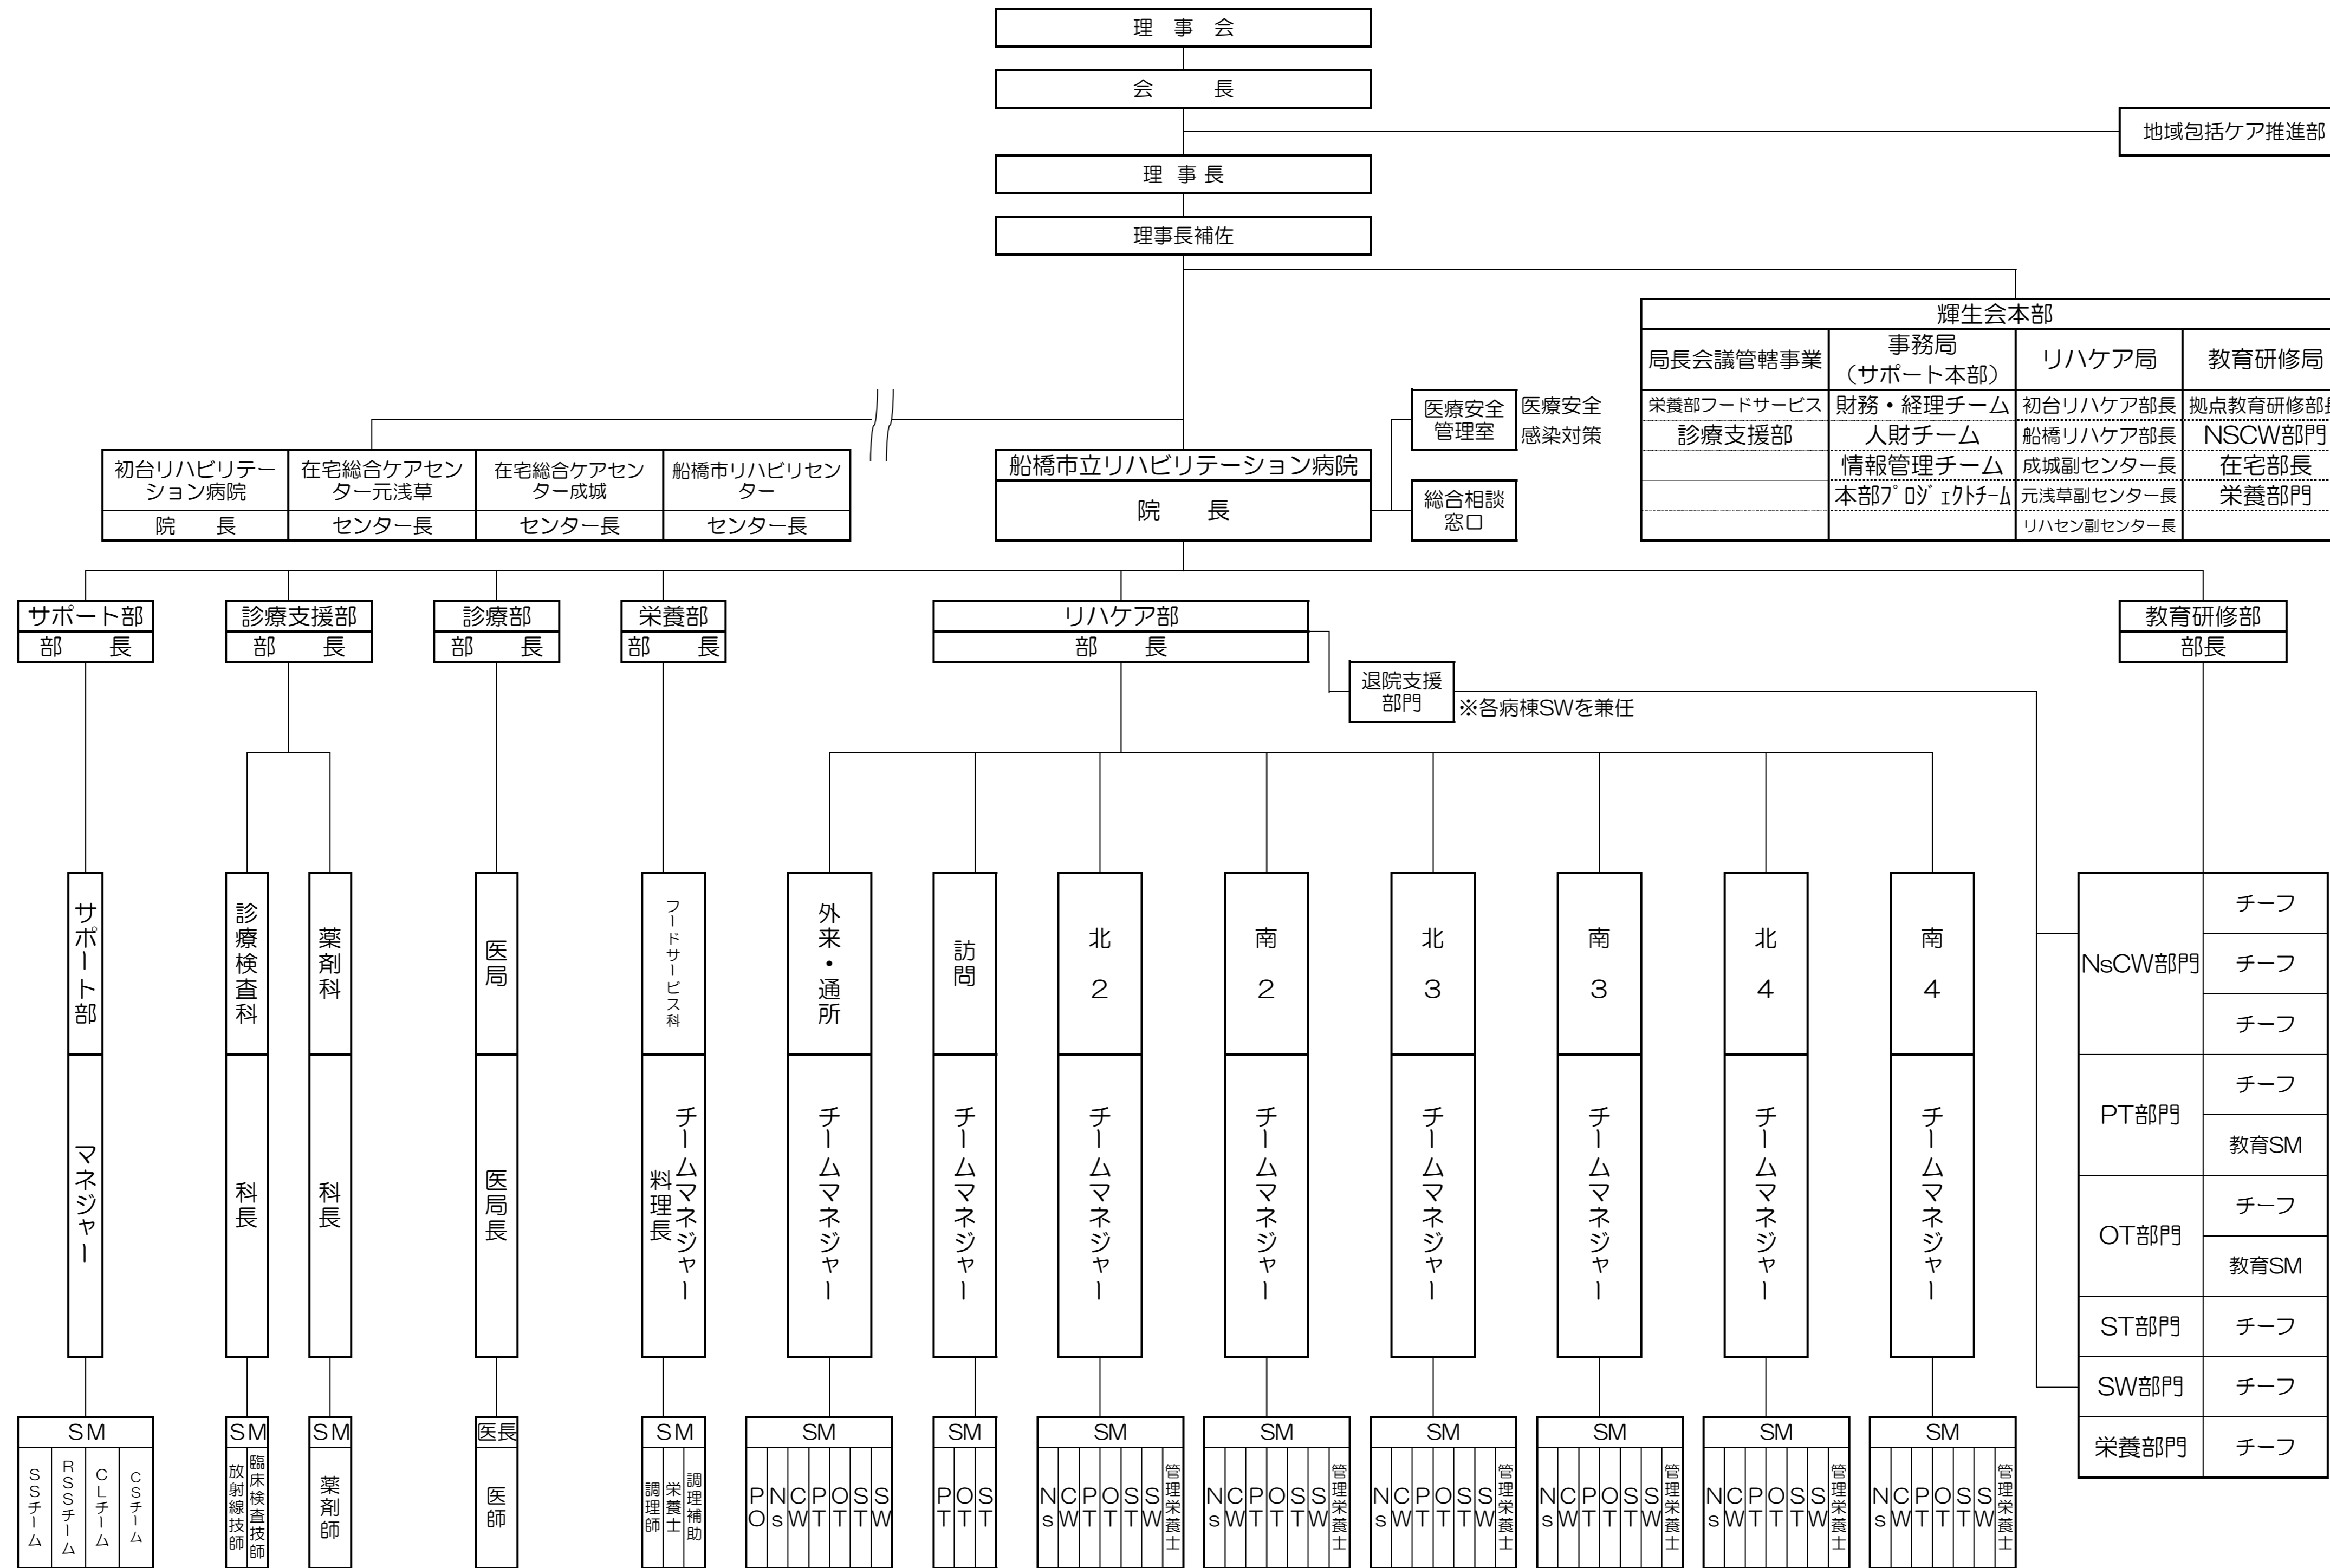 理 事 会
会 長
地域包括ケア推進部
理 事 長
理事長補佐
輝生会本部
局長会議管轄事業
事務局
（サポート本部）
リハケア局
教育研修局
栄養部フードサービス
財務・経理チーム
初台リハケア部長
拠点教育研修部長
診療支援部
人財チーム
船橋リハケア部長
NSCW部門
情報管理チーム
成城副センター長
在宅部長
本部プロジェクトチーム
元浅草副センター長
栄養部門
リハセン副センター長
医療安全
管理室
医療安全
感染対策
総合相談
窓口
初台リハビリテー
ション病院
院 長
在宅総合ケアセン
ター元浅草
センター長
在宅総合ケアセン
ター成城
センター長
船橋市リハビリセン
ター
センター長
船橋市立リハビリテーション病院
院 長
サポート部
部 長
診療支援部
部 長
診療部
部 長
栄養部
部 長
リハケア部
部 長
教育研修部
部長
退院支援
部門
※各病棟SWを兼任
サポート部
マネジャー
診療検査科
科長
薬剤科
科長
医局
医局長
フードサービス科
チームマネジャー
料理長
外来・通所
チームマネジャー
訪問
チームマネジャー
北２
チームマネジャー
南２
チームマネジャー
北３
チームマネジャー
南３
チームマネジャー
北４
チームマネジャー
南４
チームマネジャー
NsCW部門
チーフ
チーフ
チーフ
PT部門
チーフ
教育SM
OT部門
チーフ
教育SM
ST部門
チーフ
SW部門
チーフ
栄養部門
チーフ
ＳＭ
ＳＳチーム
ＲＳＳチーム
ＣＬチーム
ＣＳチーム
ＳＭ
放射線技師
臨床検査技師
ＳＭ
薬剤師
医長
医師
ＳＭ
調理師
栄養士
調理補助
SM
PO
Ns
CW
PT
OT
ST
SW
SM
PT
OT
ST
SM
Ns
CW
PT
OT
ST
SW
管理栄養士
SM
Ns
CW
PT
OT
ST
SW
管理栄養士
SM
Ns
CW
PT
OT
ST
SW
管理栄養士
SM
Ns
CW
PT
OT
ST
SW
管理栄養士
SM
Ns
CW
PT
OT
ST
SW
管理栄養士
SM
Ns
CW
PT
OT
ST
SW
管理栄養士